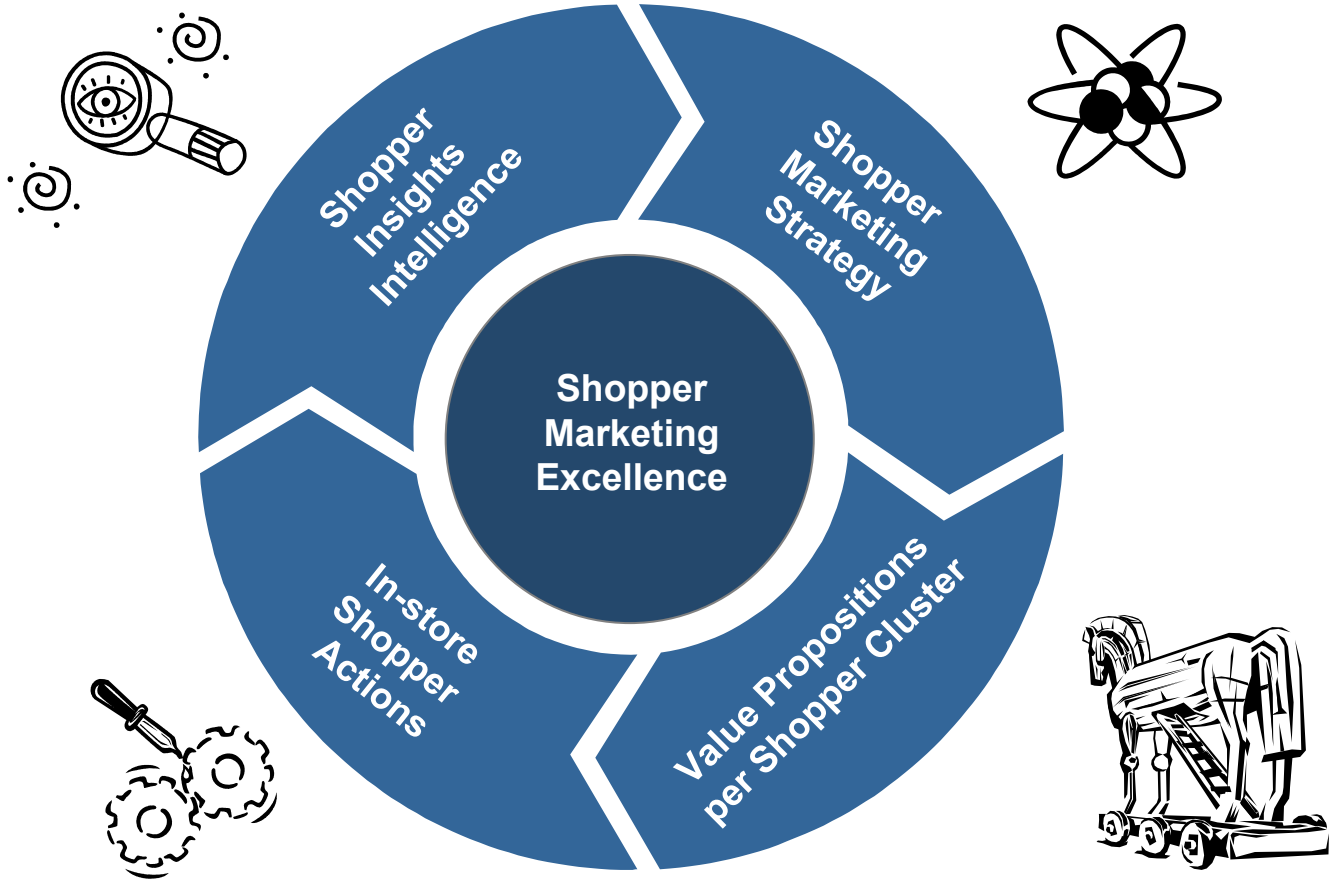 Shopper
Insights
Intelligence
Shopper
Marketing
Strategy
Shopper
Marketing
Excellence
In-store
Shopper
Actions
Value Propositions
per Shopper Cluster